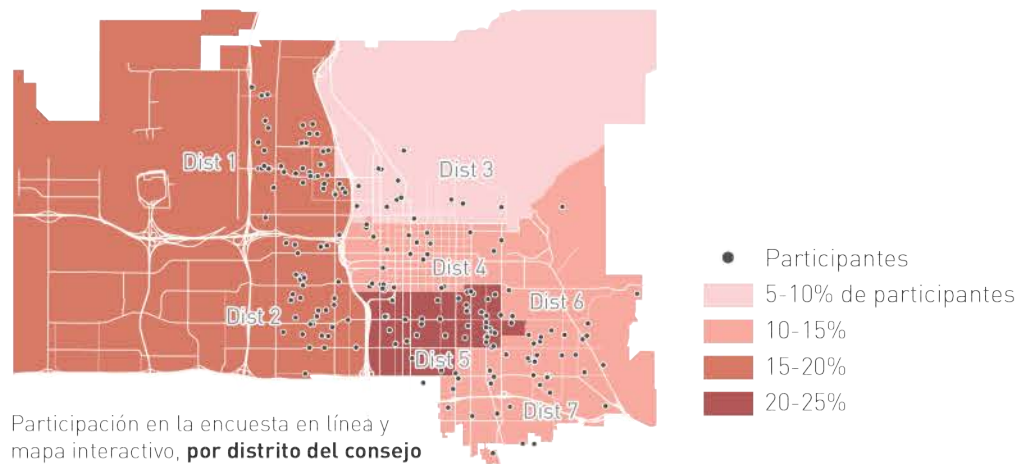 Dist 1
Dist 3
Dist 4
Dist 2
Dist 6
Dist 5
Dist 7
Participantes
5-10% de participantes
10-15%
15-20%
20-25%
Participación en la encuesta en línea y
mapa interactivo, por distrito del consejo